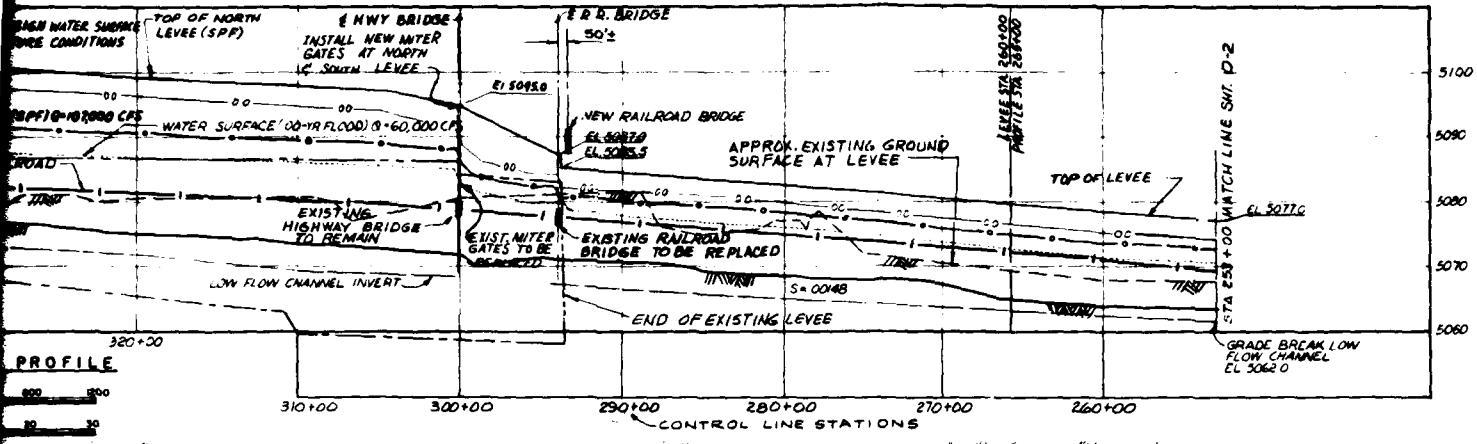 HIGH WATER SURFACE
CONDITIONS
TOP OF NORTH
LEVEE (SPF)
℄ HWY BRIDGE
INSTALL NEW MITER
GATES AT NORTH
& SOUTH LEVEE
℄ R.R. BRIDGE
50'±
El 5095.0
NEW RAILROAD BRIDGE
EL 5087.0
EL 5085.5
LEVEE STA 260+00
STA 253+00 MATCH LINE SHT. P-2
5100
5090
5080
5070
5060
(SPF) Q=107,000 CFS
WATER SURFACE (100-YR FLOOD) Q=60,000 CFS
APPROX. EXISTING GROUND
SURFACE AT LEVEE
TOP OF LEVEE
EL 5077.0
EXISTING
HIGHWAY BRIDGE
TO REMAIN
EXIST. MITER
GATES TO BE
EXISTING RAILROAD
BRIDGE TO BE REPLACED
LOW FLOW CHANNEL INVERT
S=.00148
END OF EXISTING LEVEE
GRADE BREAK LOW
FLOW CHANNEL
EL 5062.0
320+00
PROFILE
310+00
300+00
290+00
280+00
270+00
260+00
CONTROL LINE STATIONS